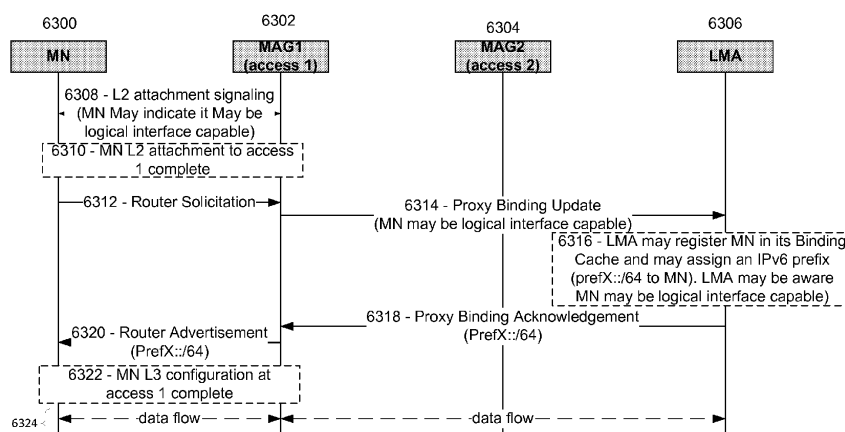 6300
6302
6304
6306
MN
MAG1
(access 1)
MAG2
(access 2)
LMA
6308 - L2 attachment signaling
(MN May indicate it May be
logical interface capable)
6310 - MN L2 attachment to access
1 complete
6312 - Router Solicitation
6314 - Proxy Binding Update
(MN may be logical interface capable)
6316 - LMA may register MN in its Binding
Cache and may assign an IPv6 prefix
(prefX::/64 to MN). LMA may be aware
MN may be logical interface capable)
6318 - Proxy Binding Acknowledgement
(PrefX::/64)
6320 - Router Advertisement
(PrefX::/64)
6322 - MN L3 configuration at
access 1 complete
6324
data flow
data flow